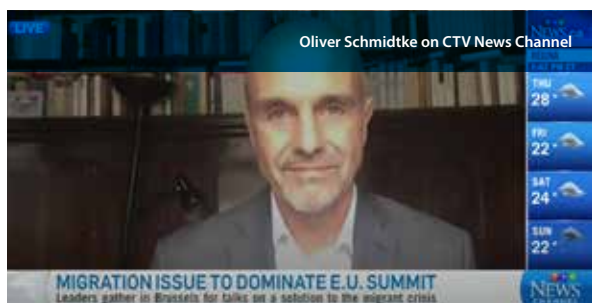 LIVE
Oliver Schmidtke on CTV News Channel
NEWS
THU
28°
FRI
22°
SAT
24°
SUN
22°
MIGRATION ISSUE TO DOMINATE E.U. SUMMIT
Leaders gather in Brussels for talks on a solution to the migrant crisis
NEWS